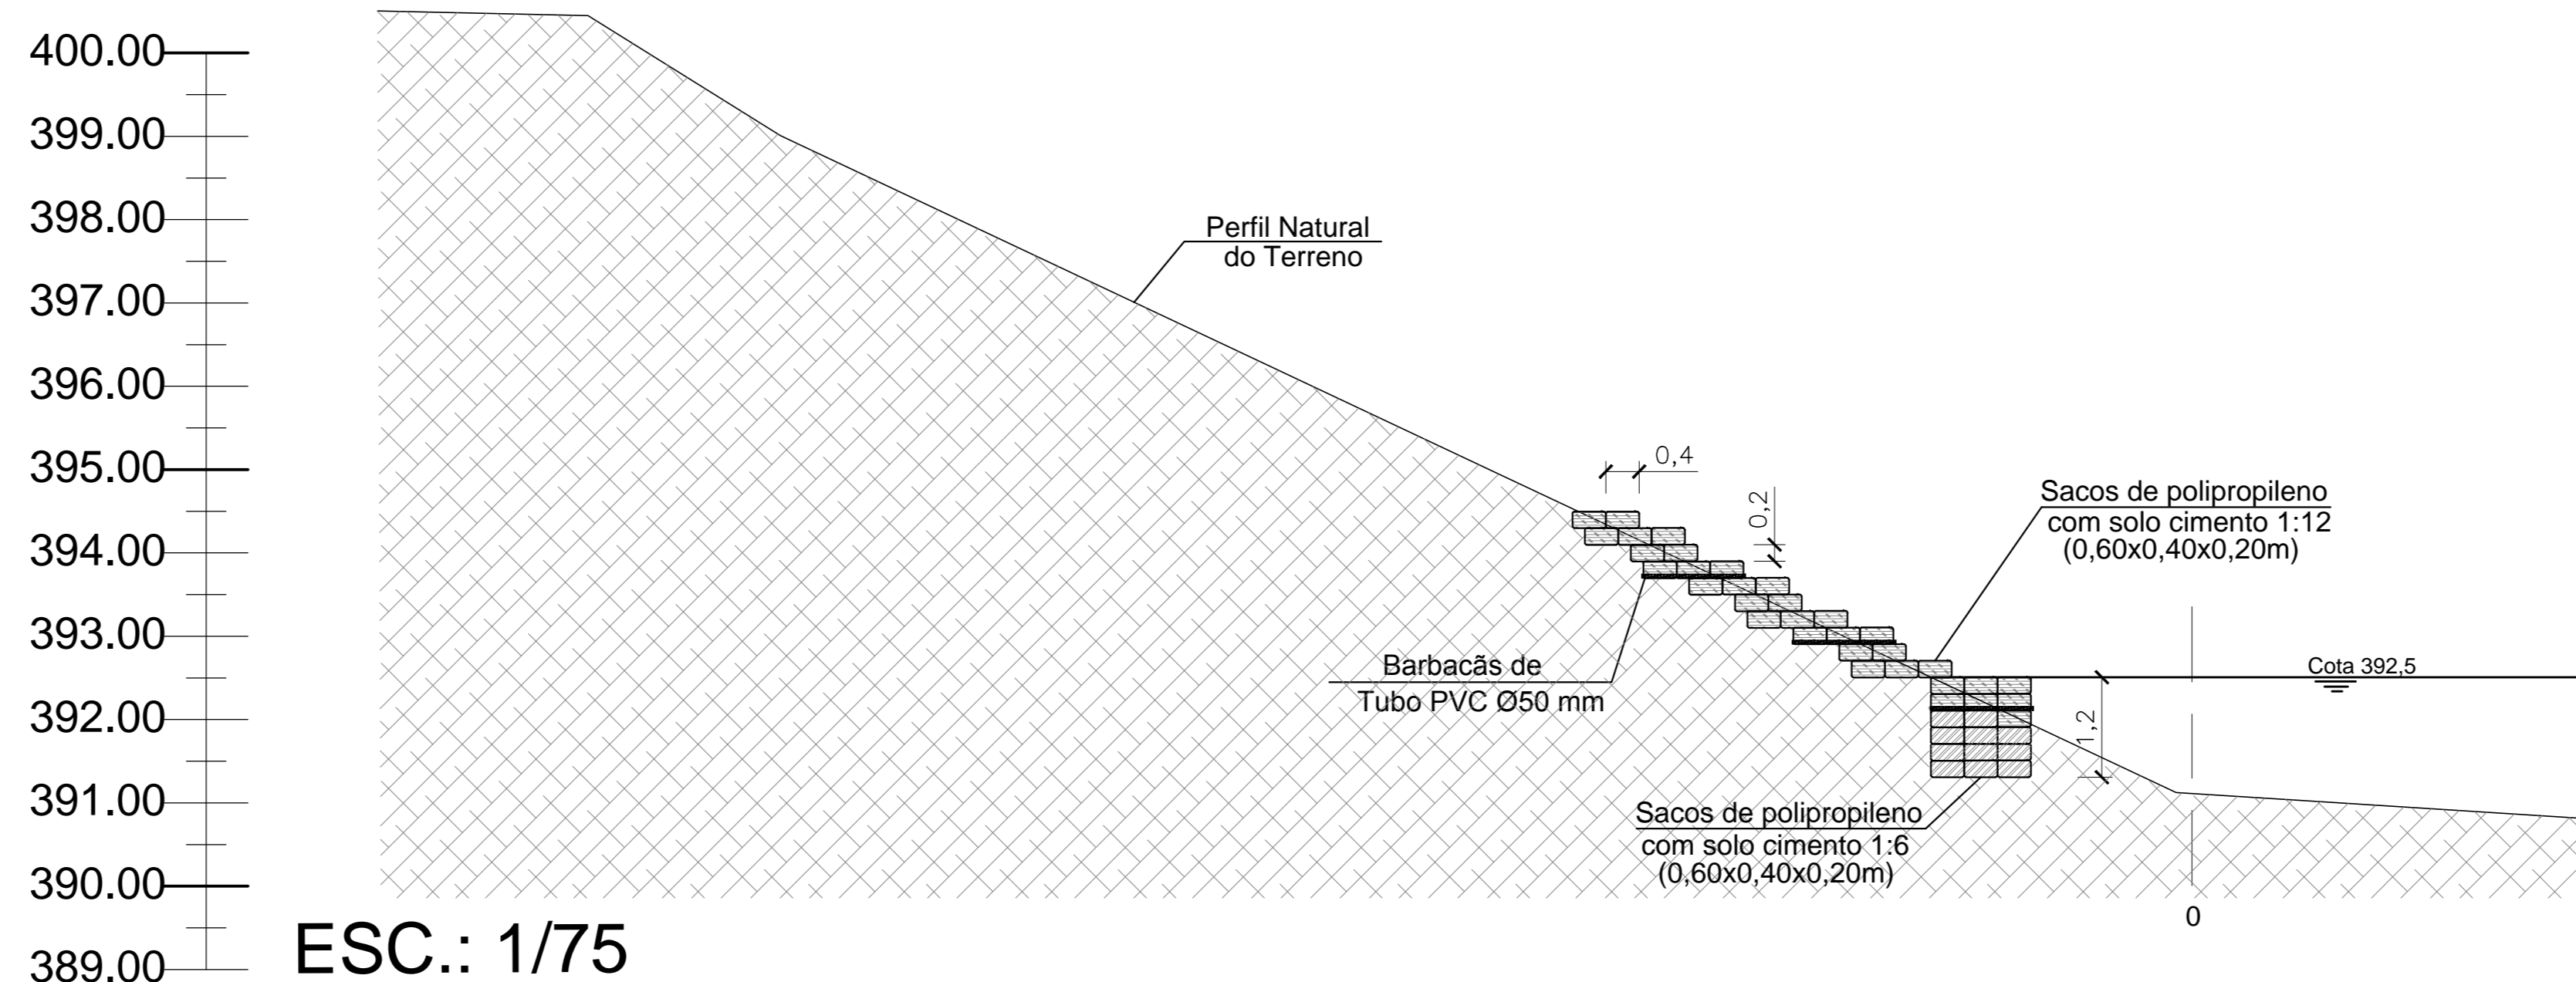 400.00
399.00
398.00
397.00
396.00
395.00
394.00
393.00
392.00
391.00
390.00
389.00
Perfil Natural
do Terreno
0,4
0,2
Sacos de polipropileno
com solo cimento 1:12
(0,60x0,40x0,20m)
Barbacãs de
Tubo PVC Ø50 mm
Cota 392,5
1,2
Sacos de polipropileno
com solo cimento 1:6
(0,60x0,40x0,20m)
0
ESC.: 1/75